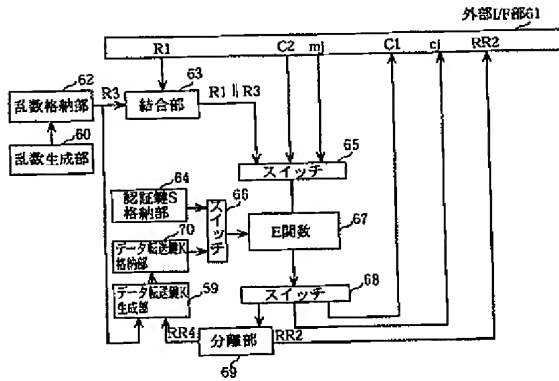 外部I/F部61
R1 C2 mj C1 cj RR2
62
63
乱数格納部
R3
結合部
R1 || R3
60
乱数生成部
65
スイッチ
64
認証鍵S
格納部
66
スイッチ
67
E関数
70
データ転送鍵K
格納部
68
スイッチ
データ転送鍵K
生成部
59
RR4
分離部
RR2
69